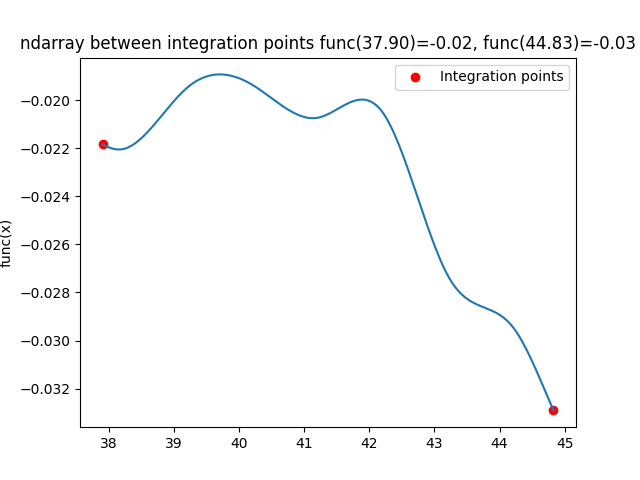 ndarray between integration points func(37.90)=-0.02, func(44.83)=-0.03
Integration points
−0.020
−0.022
−0.024
−0.026
−0.028
−0.030
−0.032
func(x)
38 39 40 41 42 43 44 45